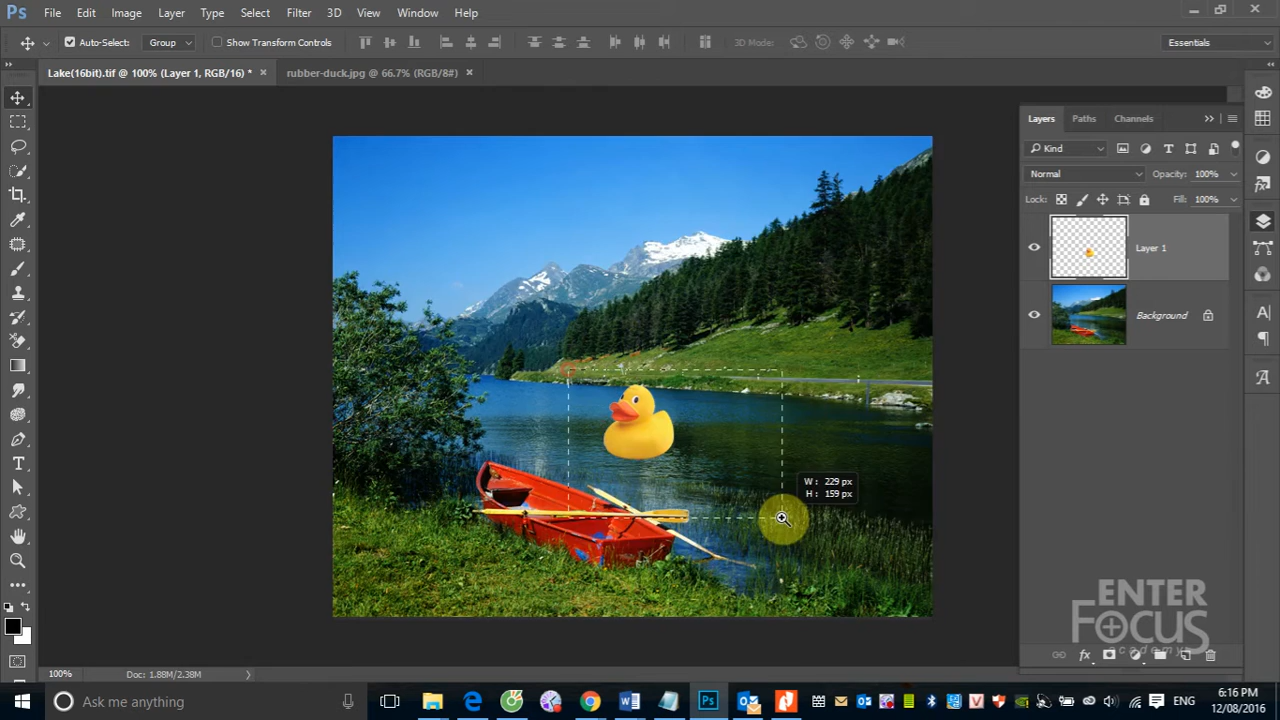 Ps File Edit Image Layer Type Select Filter 3D View Window Help
Auto-Select: Group Show Transform Controls 3D Mode: Essentials
Lake(16bit).tif @ 100% (Layer 1, RGB/16) * × rubber-duck.jpg @ 66.7% (RGB/8#) ×
Layers Paths Channels
Kind
Normal Opacity: 100%
Lock: Fill: 100%
Layer 1
Background
W : 229 px
H : 159 px
ENTER
FOCUS
academy
fx
100% Doc: 1.88M/2.38M
Ask me anything
ENG
6:16 PM
12/08/2016